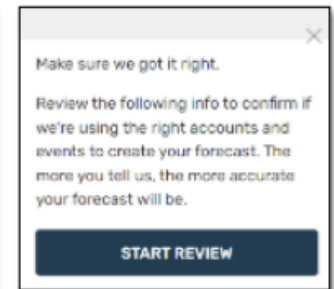 Make sure we got it right.
Review the following info to confirm if
we're using the right accounts and
events to create your forecast. The
more you tell us, the more accurate
your forecast will be.
START REVIEW